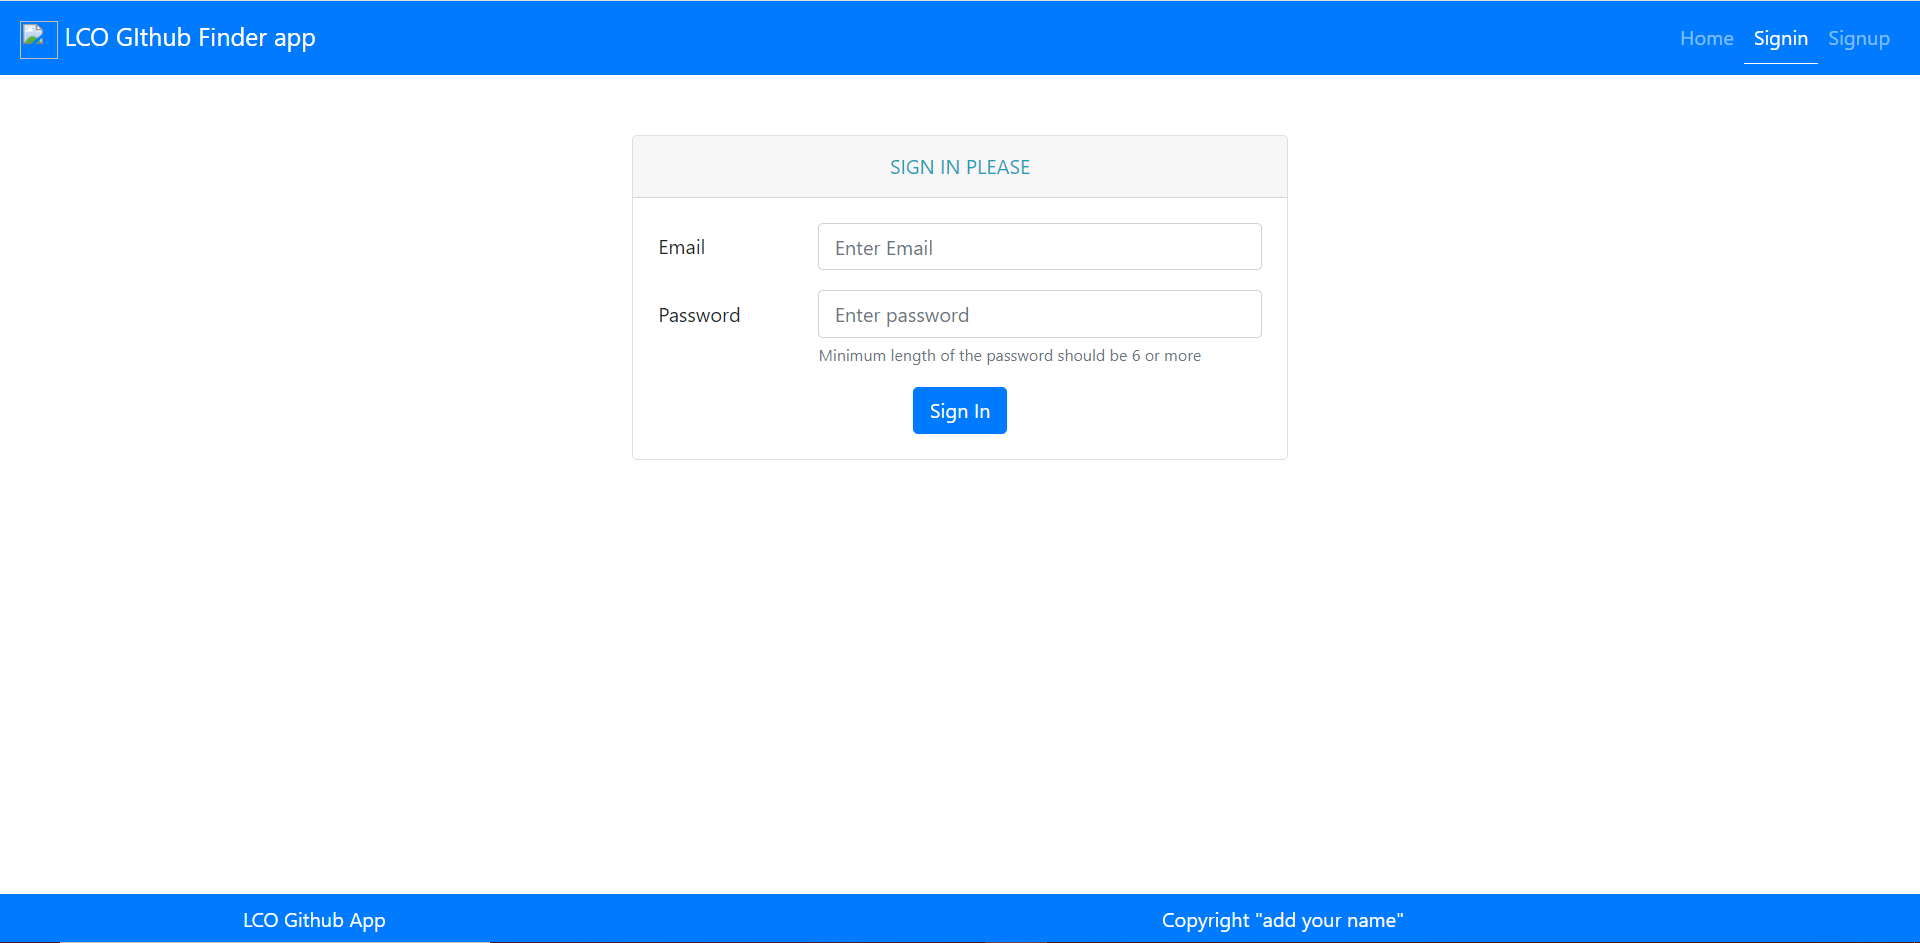 LCO GIthub Finder app
Home Signin Signup
SIGN IN PLEASE
Email
Enter Email
Password
Enter password
Minimum length of the password should be 6 or more
Sign In
LCO Github App
Copyright "add your name"